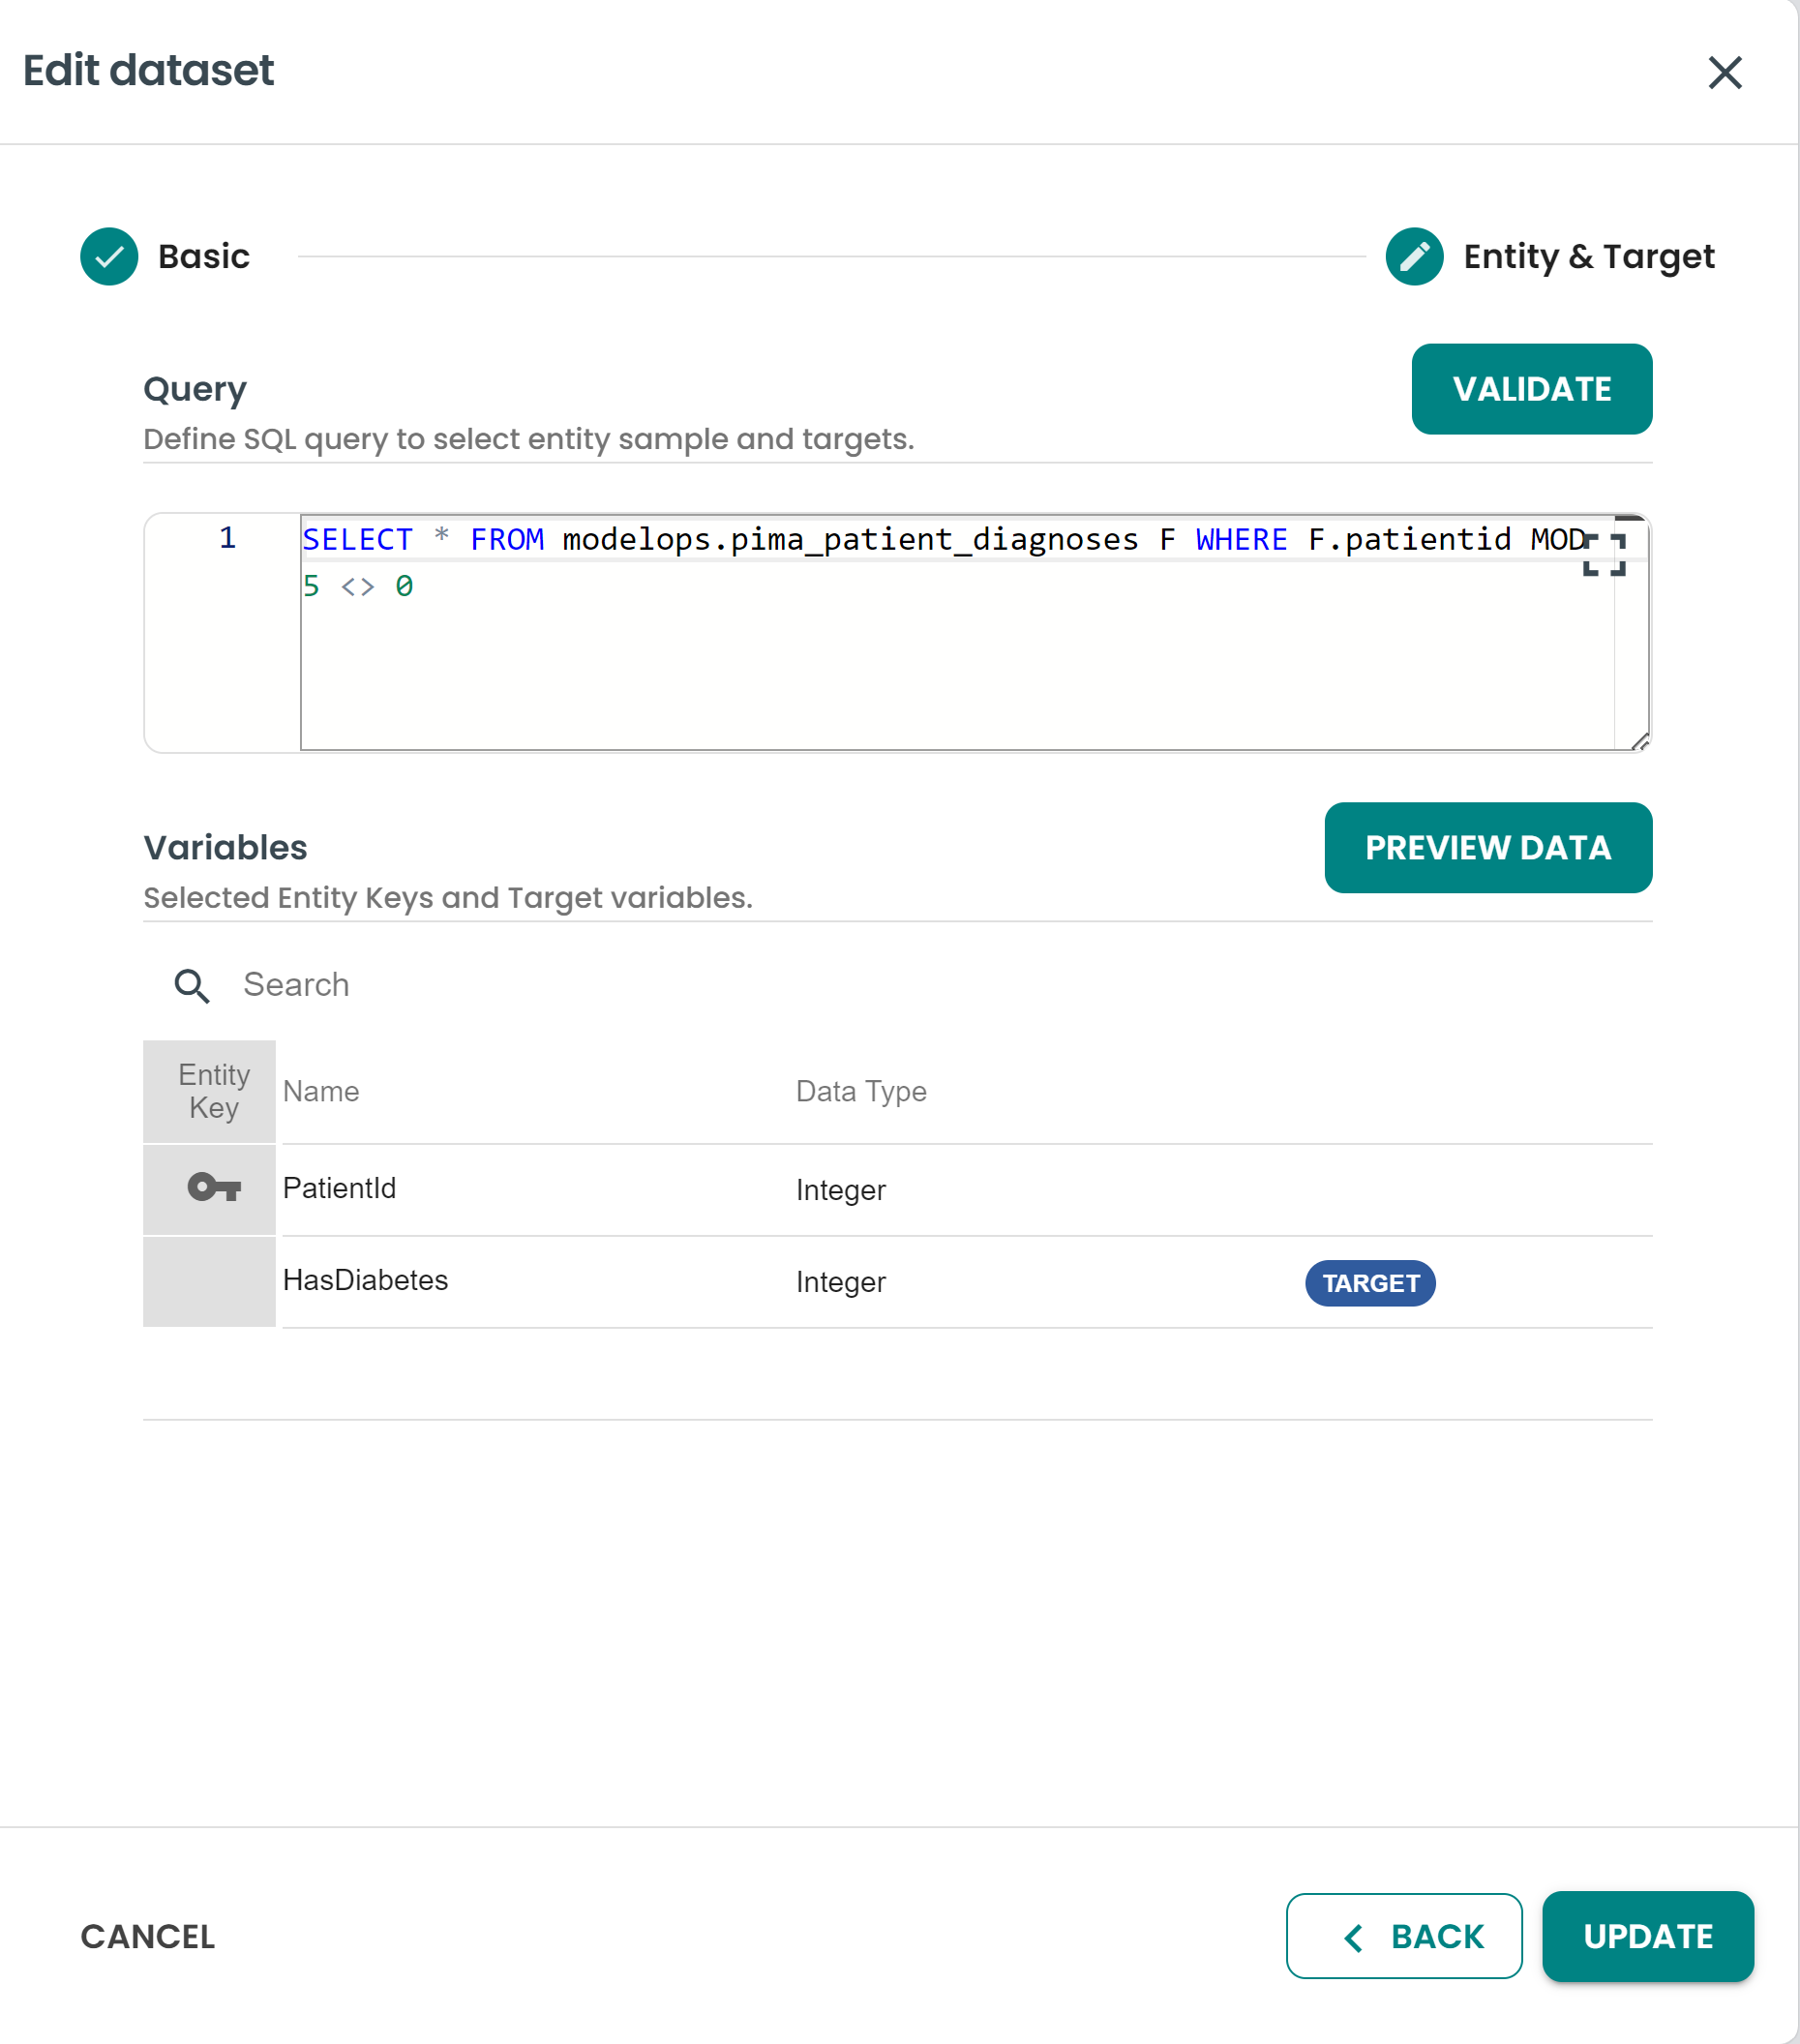 Edit dataset
Basic
Entity & Target
Query
VALIDATE
Define SQL query to select entity sample and targets.
1
SELECT * FROM modelops.pima_patient_diagnoses F WHERE F.patientid MOD
5 <> 0
Variables
PREVIEW DATA
Selected Entity Keys and Target variables.
Search
Entity
Key
Name
Data Type
PatientId
Integer
HasDiabetes
Integer
TARGET
CANCEL
BACK
UPDATE